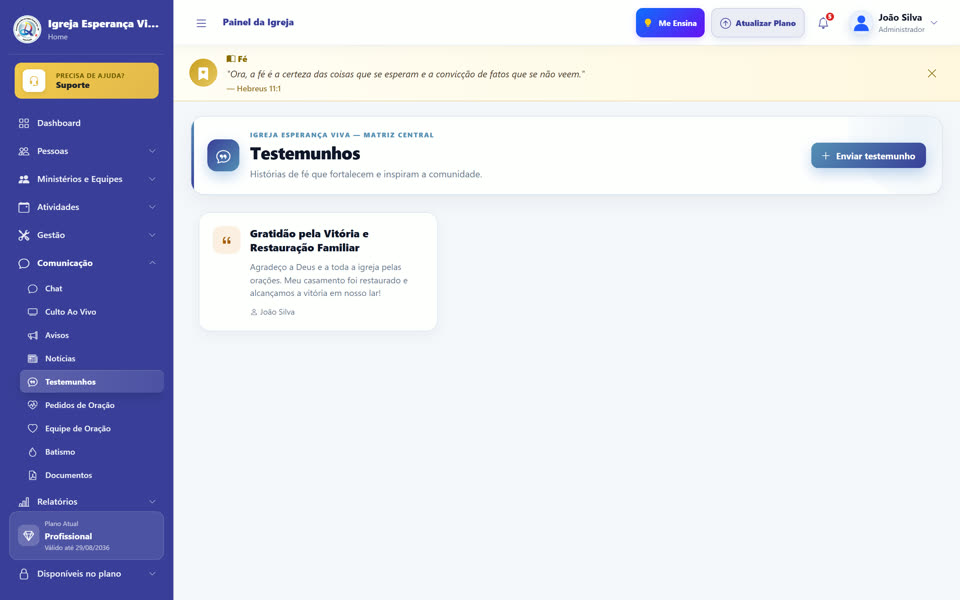 Igreja Esperança Vi...
Home
PRECISA DE AJUDA?
Suporte
Dashboard
Pessoas
Ministérios e Equipes
Atividades
Gestão
Comunicação
Chat
Culto Ao Vivo
Avisos
Notícias
Testemunhos
Pedidos de Oração
Equipe de Oração
Batismo
Documentos
Relatórios
Plano Atual
Profissional
Válido até 29/08/2036
Disponíveis no plano
Painel da Igreja
Me Ensina
Atualizar Plano
5
João Silva
Administrador
Fé
"Ora, a fé é a certeza das coisas que se esperam e a convicção de fatos que se não veem."
— Hebreus 11:1
IGREJA ESPERANÇA VIVA — MATRIZ CENTRAL
Testemunhos
Histórias de fé que fortalecem e inspiram a comunidade.
Enviar testemunho
Gratidão pela Vitória e
Restauração Familiar
Agradeço a Deus e a toda a igreja pelas
orações. Meu casamento foi restaurado e
alcançamos a vitória em nosso lar!
João Silva